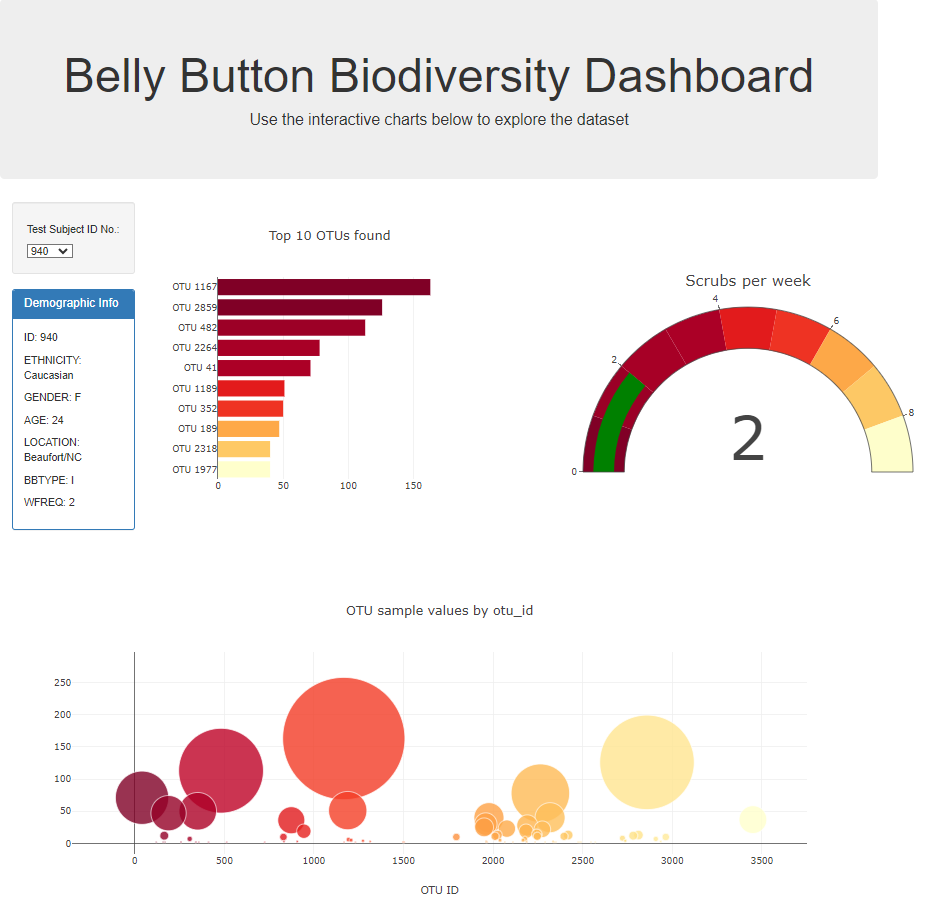 Belly Button Biodiversity Dashboard
Use the interactive charts below to explore the dataset
Test Subject ID No.:
940
Demographic Info
ID: 940
ETHNICITY:
Caucasian
GENDER: F
AGE: 24
LOCATION:
Beaufort/NC
BBTYPE: I
WFREQ: 2
Top 10 OTUs found
OTU 1167
OTU 2859
OTU 482
OTU 2264
OTU 41
OTU 1189
OTU 352
OTU 189
OTU 2318
OTU 1977
0 50 100 150
Scrubs per week
0
2
4
6
8
2
OTU sample values by otu_id
250
200
150
100
50
0
0 500 1000 1500 2000 2500 3000 3500
OTU ID